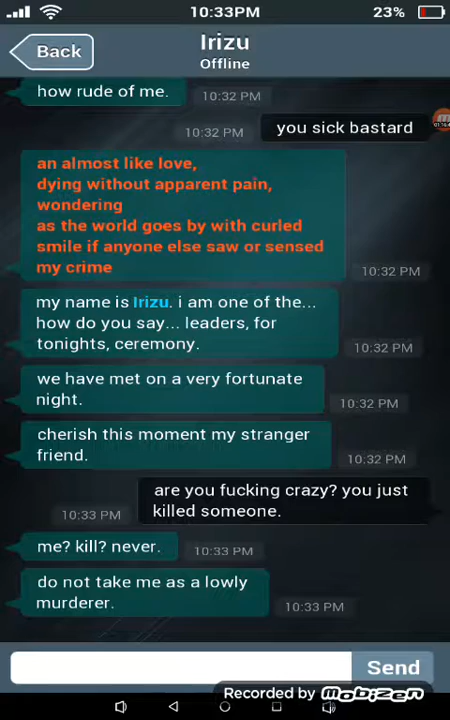 10:33PM
23%
Back
Irizu
Offline
how rude of me.
10:32 PM
you sick bastard
10:32 PM
an almost like love,
dying without apparent pain,
wondering
as the world goes by with curled
smile if anyone else saw or sensed
my crime
10:32 PM
my name is Irizu. i am one of the...
how do you say... leaders, for
tonights, ceremony.
10:32 PM
we have met on a very fortunate
night.
10:32 PM
cherish this moment my stranger
friend.
10:32 PM
are you fucking crazy? you just
killed someone.
10:33 PM
me? kill? never.
10:33 PM
do not take me as a lowly
murderer.
10:33 PM
Send
Recorded by mobizen